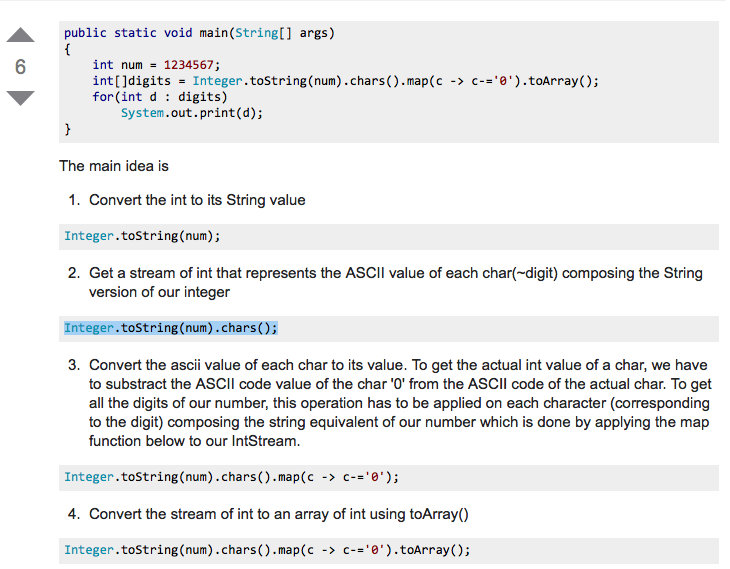 public static void main(String[] args)
{
6
int num = 1234567;
int[]digits = Integer.toString(num).chars().map(c -> c-='0').toArray();
for(int d : digits)
System.out.print(d);
}
The main idea is
1. Convert the int to its String value
Integer.toString(num);
2. Get a stream of int that represents the ASCII value of each char(~digit) composing the String
version of our integer
Integer.toString(num).chars();
3. Convert the ascii value of each char to its value. To get the actual int value of a char, we have
to substract the ASCII code value of the char '0' from the ASCII code of the actual char. To get
all the digits of our number, this operation has to be applied on each character (corresponding
to the digit) composing the string equivalent of our number which is done by applying the map
function below to our IntStream.
Integer.toString(num).chars().map(c -> c-='0');
4. Convert the stream of int to an array of int using toArray()
Integer.toString(num).chars().map(c -> c-='0').toArray();